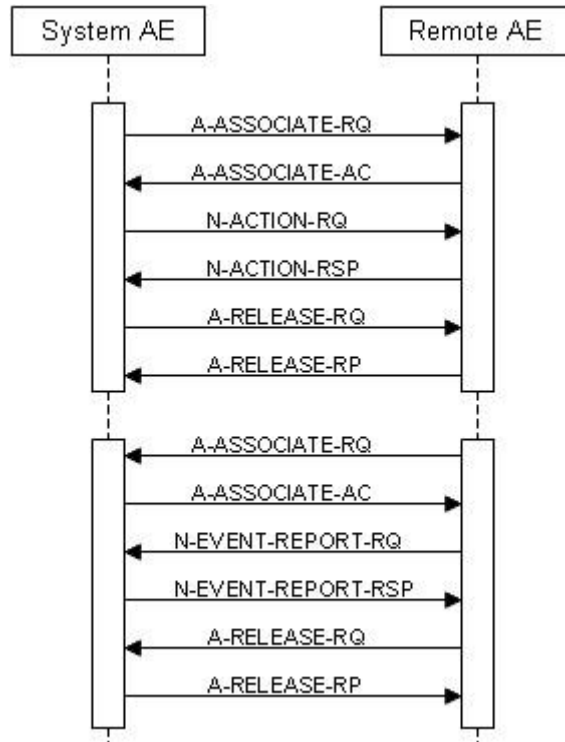 System AE
Remote AE
A-ASSOCIATE-RQ
A-ASSOCIATE-AC
N-ACTION-RQ
N-ACTION-RSP
A-RELEASE-RQ
A-RELEASE-RP
A-ASSOCIATE-RQ
A-ASSOCIATE-AC
N-EVENT-REPORT-RQ
N-EVENT-REPORT-RSP
A-RELEASE-RQ
A-RELEASE-RP